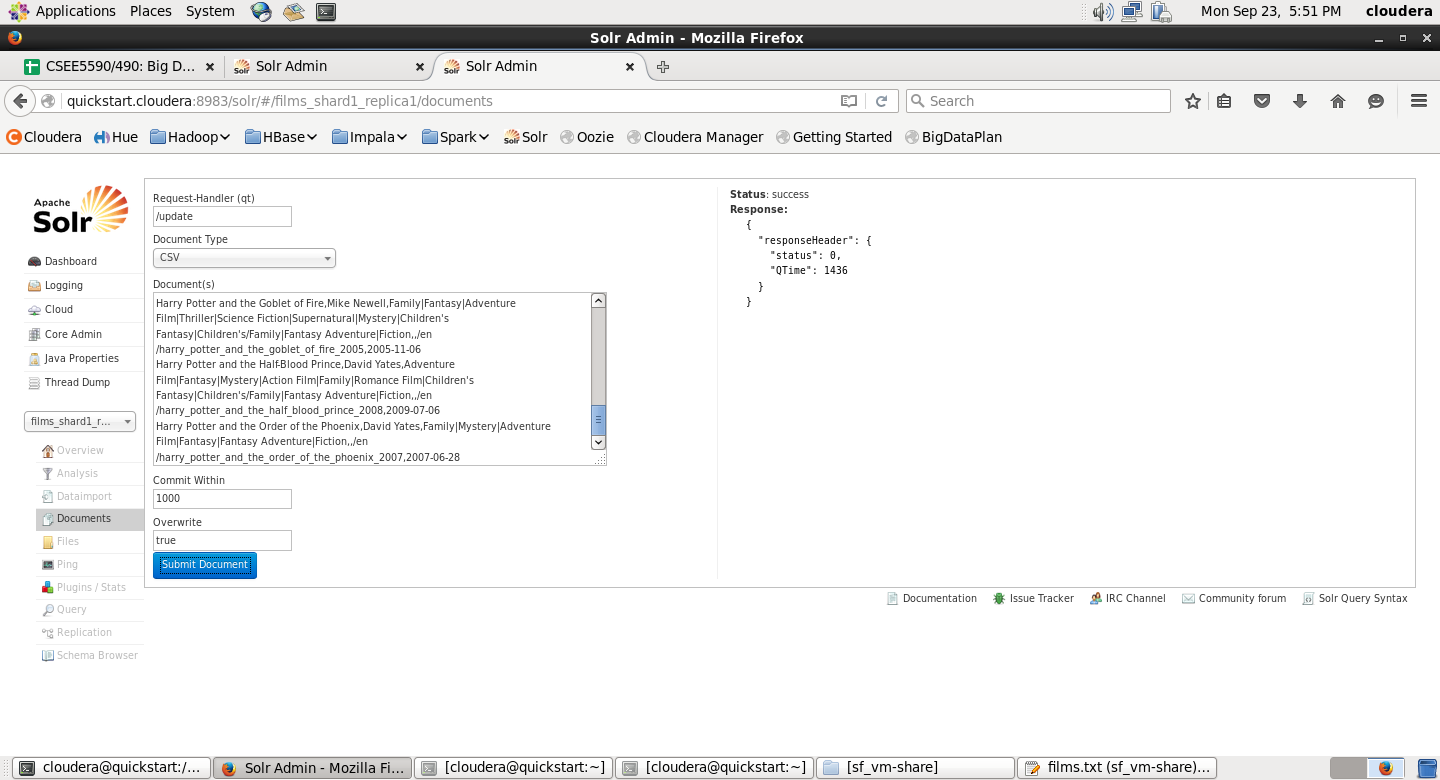 Applications Places System
Mon Sep 23, 5:51 PM cloudera
Solr Admin - Mozilla Firefox
CSEE5590/490: Big D...
Solr Admin
Solr Admin
quickstart.cloudera:8983/solr/#/films_shard1_replica1/documents
Search
Cloudera Hue Hadoop HBase Impala Spark Solr Oozie Cloudera Manager Getting Started BigDataPlan
Apache
Solr
Dashboard
Logging
Cloud
Core Admin
Java Properties
Thread Dump
films_shard1_r...
Overview
Analysis
Dataimport
Documents
Files
Ping
Plugins / Stats
Query
Replication
Schema Browser
Request-Handler (qt)
/update
Document Type
CSV
Document(s)
Harry Potter and the Goblet of Fire,Mike Newell,Family|Fantasy|Adventure
Film|Thriller|Science Fiction|Supernatural|Mystery|Children's
Fantasy|Children's/Family|Fantasy Adventure|Fiction,,/en
/harry_potter_and_the_goblet_of_fire_2005,2005-11-06
Harry Potter and the Half-Blood Prince,David Yates,Adventure
Film|Fantasy|Mystery|Action Film|Family|Romance Film|Children's
Fantasy|Children's/Family|Fantasy Adventure|Fiction,,/en
/harry_potter_and_the_half_blood_prince_2008,2009-07-06
Harry Potter and the Order of the Phoenix,David Yates,Family|Mystery|Adventure
Film|Fantasy|Fantasy Adventure|Fiction,,/en
/harry_potter_and_the_order_of_the_phoenix_2007,2007-06-28
Commit Within
1000
Overwrite
true
Submit Document
Status: success
Response:
{
"responseHeader": {
"status": 0,
"QTime": 1436
}
}
Documentation Issue Tracker IRC Channel Community forum Solr Query Syntax
cloudera@quickstart:/...
Solr Admin - Mozilla Fi...
[cloudera@quickstart:~]
[cloudera@quickstart:~]
[sf_vm-share]
films.txt (sf_vm-share)...